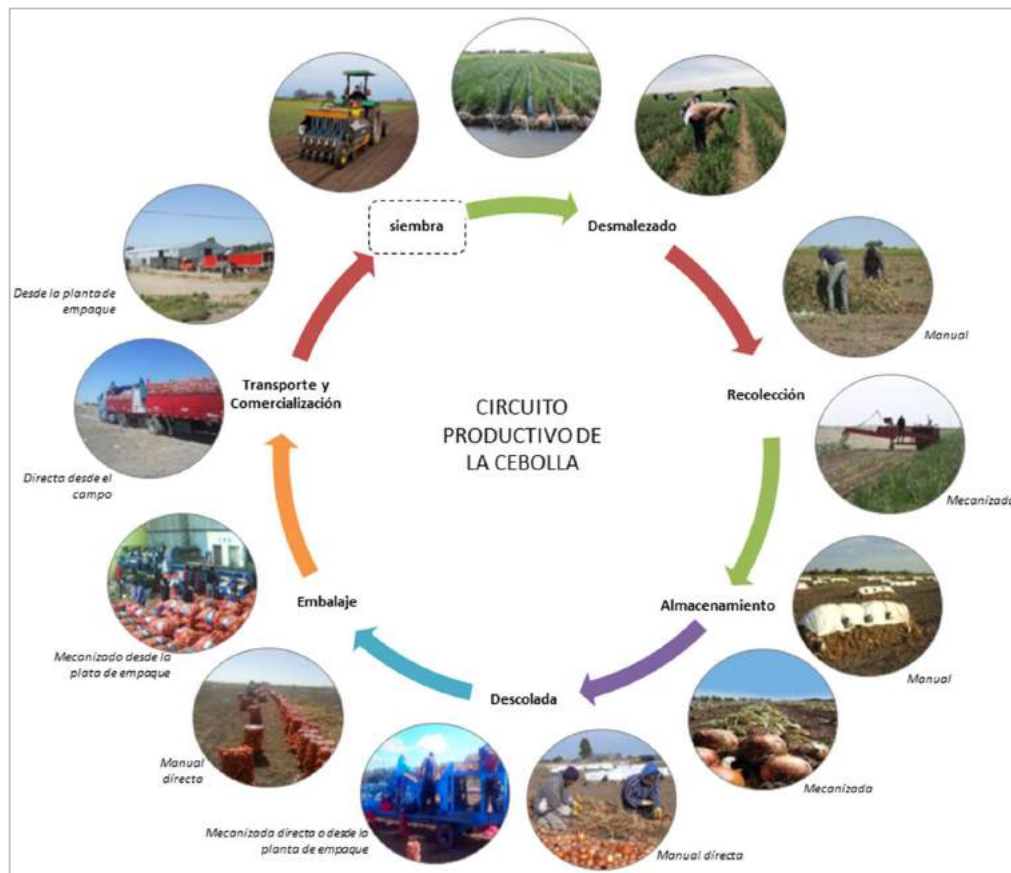 siembra
Desmalezado
Manual
Recolección
Mecanizada
Almacenamiento
Manual
Mecanizada
Descolada
Manual dírecta
Mecanizada directa o desde la
planta de empaque
Embalaje
Manual
dírecta
Mecanizado desde la
plata de empaque
Transporte y
Comercialización
Directa desde el
campo
Desde la planta de
empaque
CIRCUITO
PRODUCTIVO DE
LA CEBOLLA